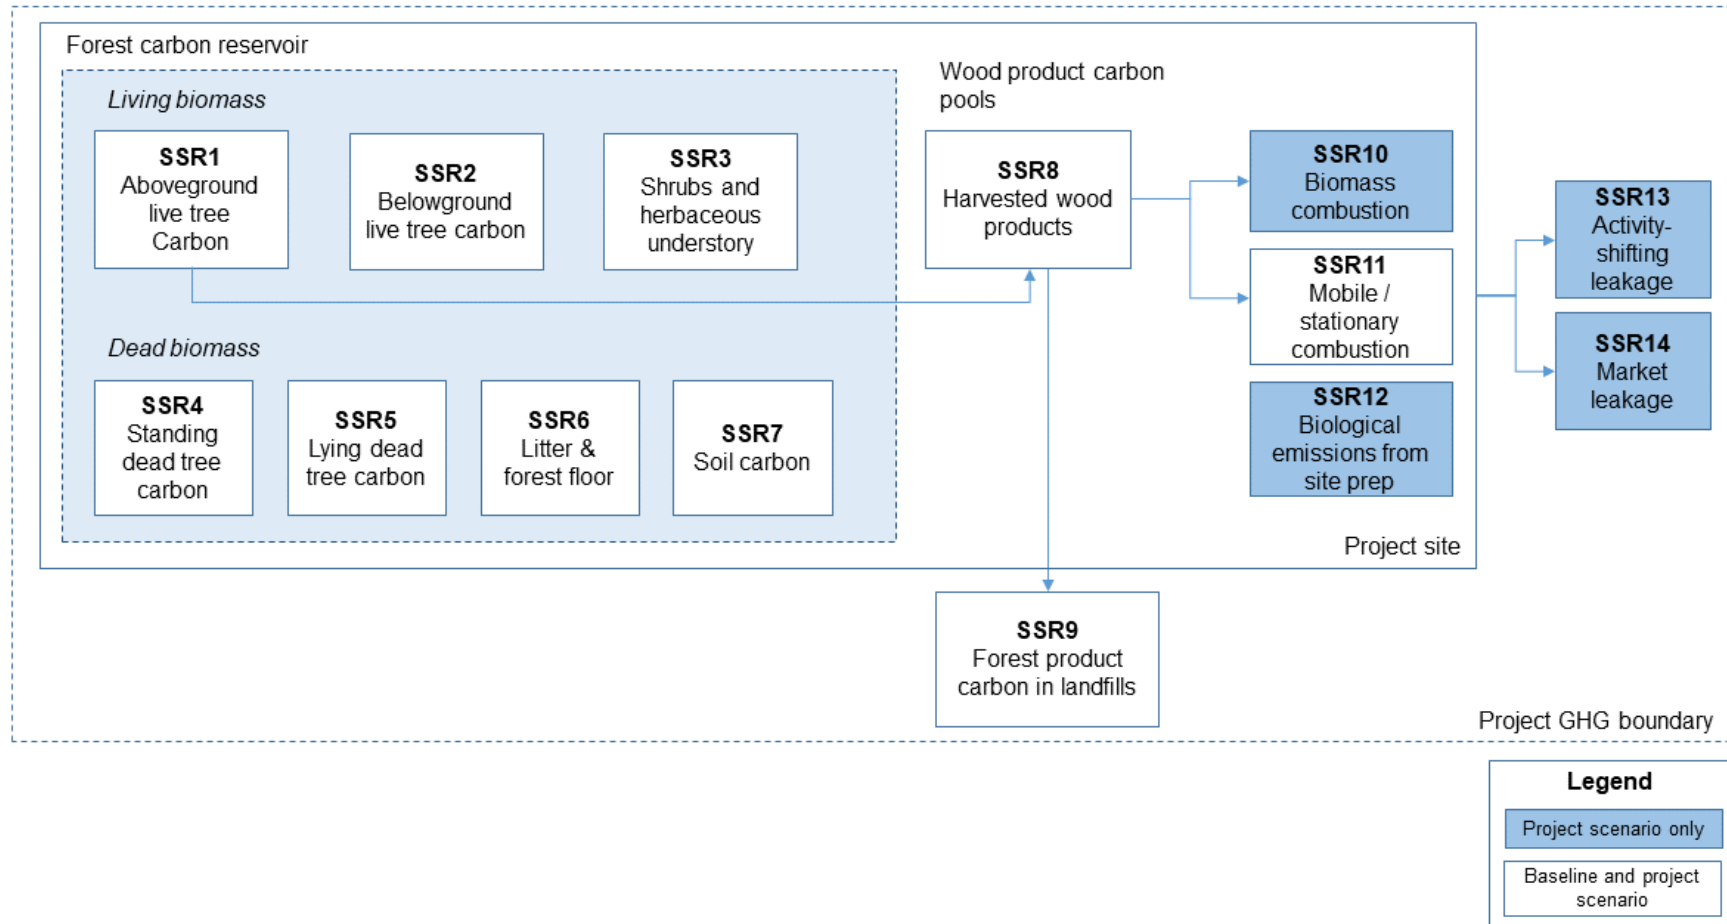 Forest carbon reservoir
Living biomass
SSR1
Aboveground
live tree
Carbon
SSR2
Belowground
live tree carbon
SSR3
Shrubs and
herbaceous
understory
Dead biomass
SSR4
Standing
dead tree
carbon
SSR5
Lying dead
tree carbon
SSR6
Litter &
forest floor
SSR7
Soil carbon
Wood product carbon
pools
SSR8
Harvested wood
products
SSR10
Biomass
combustion
SSR11
Mobile /
stationary
combustion
SSR12
Biological
emissions from
site prep
Project site
SSR13
Activity-
shifting
leakage
SSR14
Market
leakage
SSR9
Forest product
carbon in landfills
Project GHG boundary
Legend
Project scenario only
Baseline and project
scenario